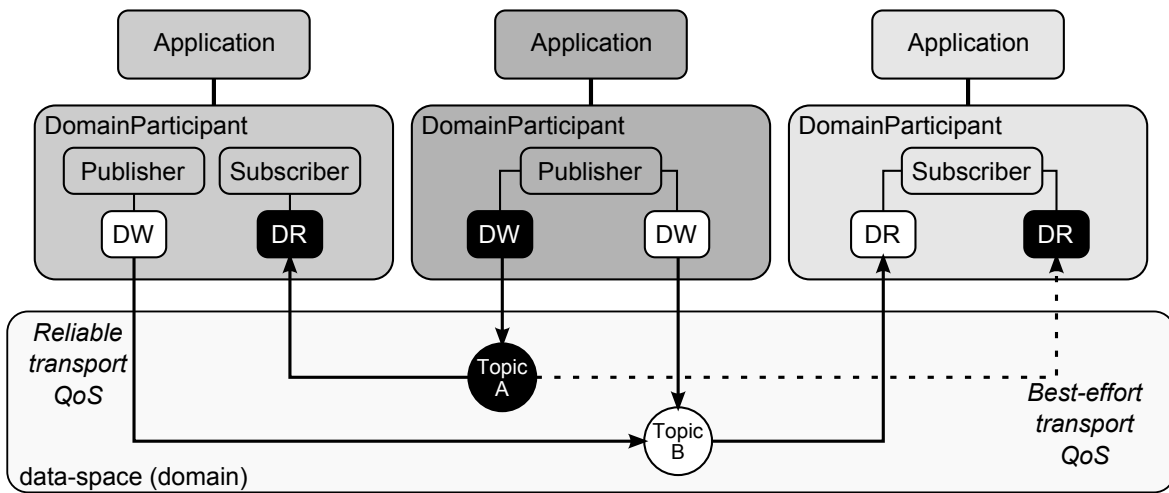 Application
Application
Application
DomainParticipant
DomainParticipant
DomainParticipant
Publisher
Subscriber
Publisher
Subscriber
DW
DR
DW
DW
DR
DR
Reliable
transport
QoS
Topic
A
Best-effort
transport
QoS
Topic
B
data-space (domain)